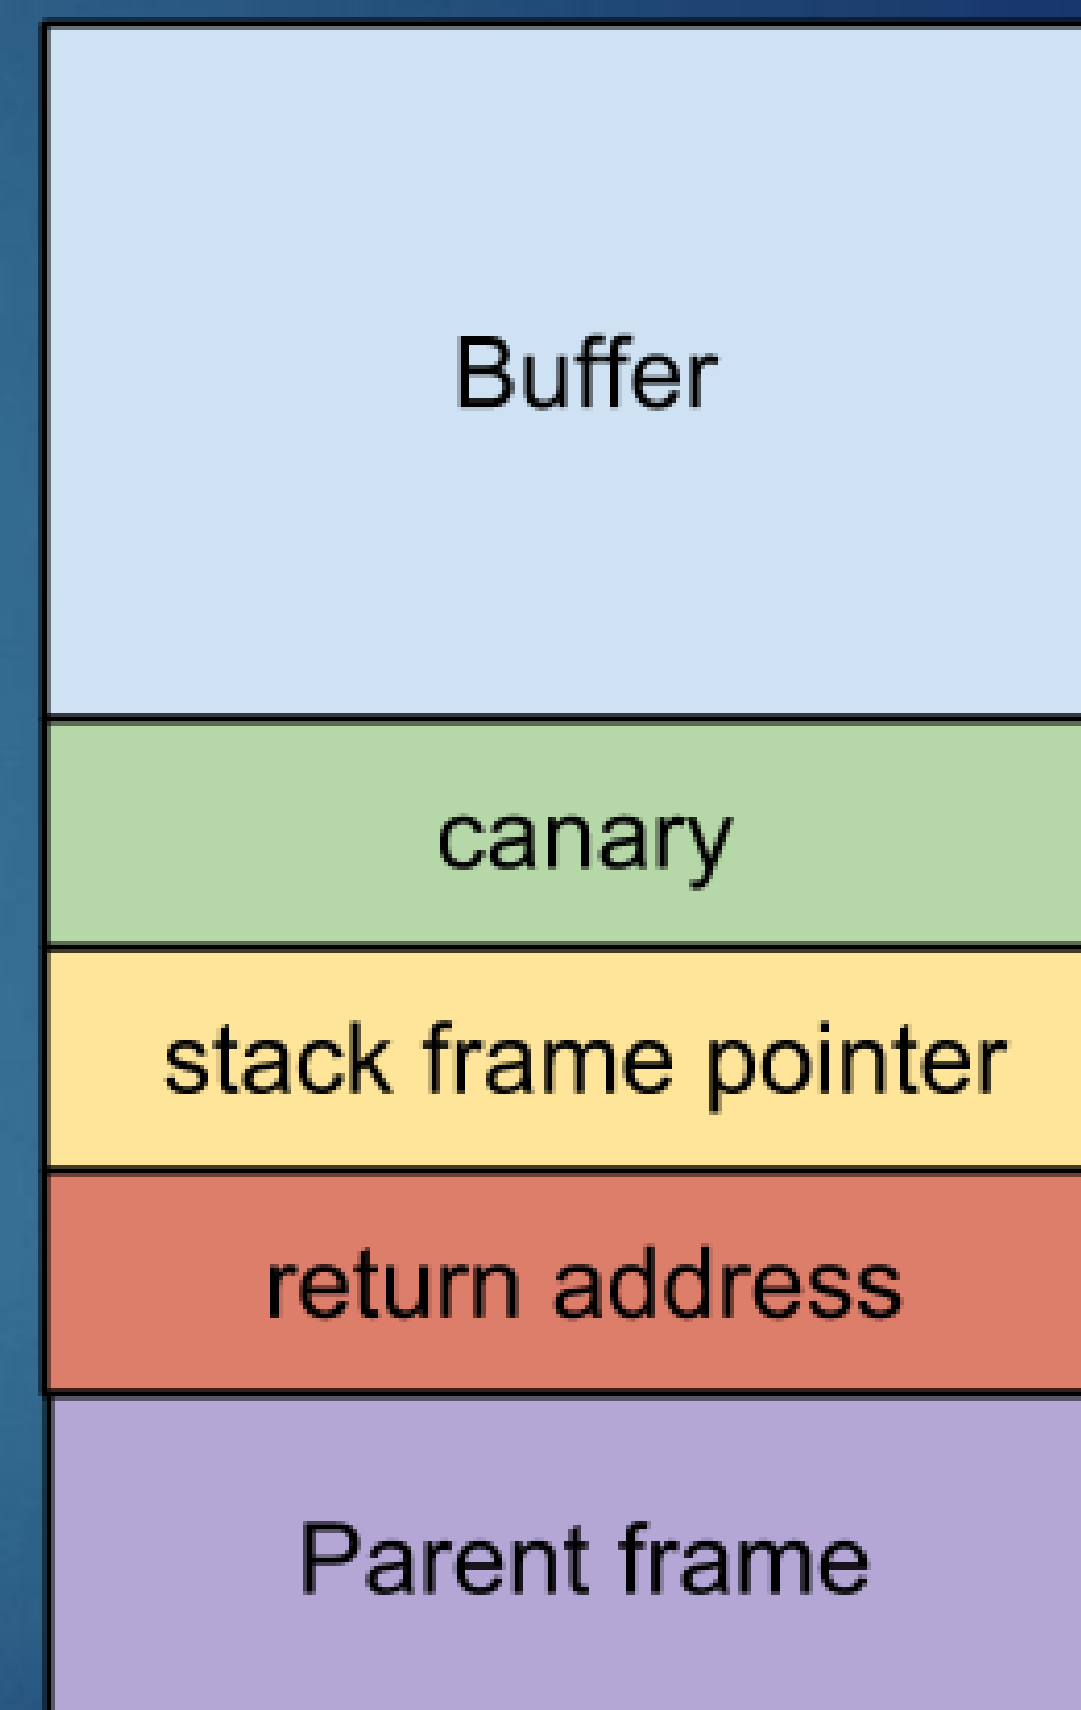 Buffer
canary
stack frame pointer
return address
Parent frame